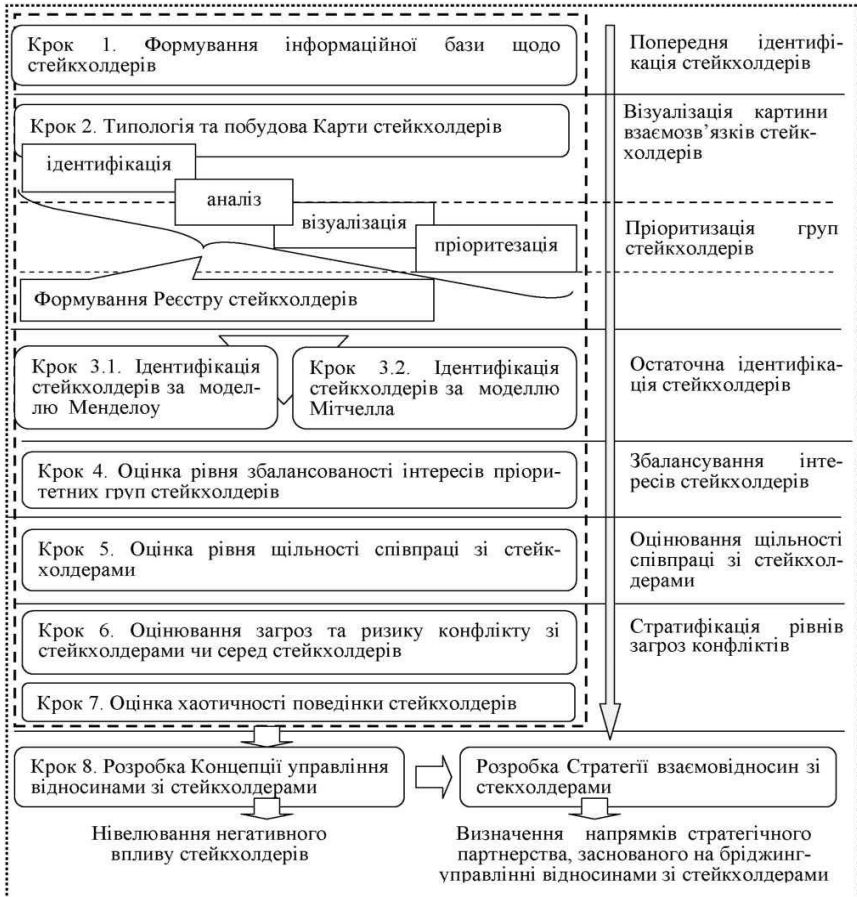 Крок 1. Формування інформаційної бази щодо
стейкхолдерів
Попередня ідентифі-
кація стейкхолдерів
Крок 2. Типологія та побудова Карти стейкхолдерів
Візуалізація картини
взаємозв’язків стейк-
холдерів
ідентифікація
аналіз
візуалізація
пріоритезація
Пріоритизація груп
стейкхолдерів
Формування Реєстру стейкхолдерів
Крок 3.1. Ідентифікація
стейкхолдерів за модел-
лю Менделоу
Крок 3.2. Ідентифікація
стейкхолдерів за моделлю
Мітчелла
Остаточна ідентифіка-
ція стейкхолдерів
Крок 4. Оцінка рівня збалансованості інтересів пріори-
тетних груп стейкхолдерів
Збалансування інте-
ресів стейкхолдерів
Крок 5. Оцінка рівня щільності співпраці зі стейк-
холдерами
Оцінювання щільності
співпраці зі стейкхол-
дерами
Крок 6. Оцінювання загроз та ризику конфлікту зі
стейкхолдерами чи серед стейкхолдерів
Стратифікація рівнів
загроз конфліктів
Крок 7. Оцінка хаотичності поведінки стейкхолдерів
Крок 8. Розробка Концепції управління
відносинами зі стейкхолдерами
Розробка Стратегії взаємовідносин зі
стекхолдерами
Нівелювання негативного
впливу стейкхолдерів
Визначення напрямків стратегічного
партнерства, заснованого на бріджинг-
управлінні відносинами зі стейкхолдерами